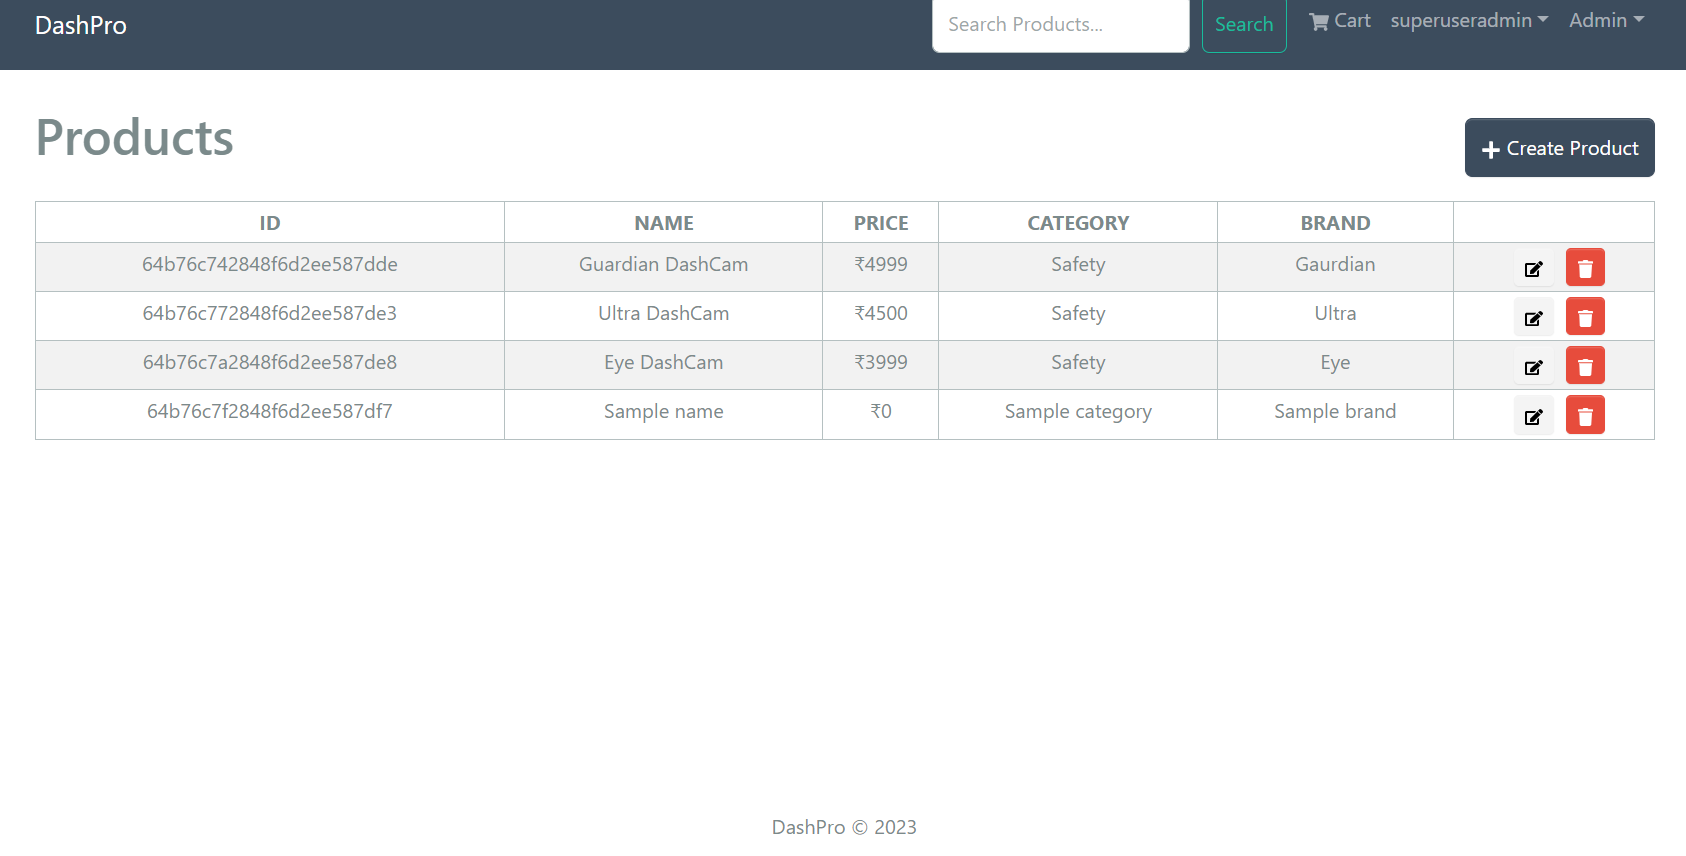 DashPro Search Products... Search Cart superuseradmin Admin
Products
Create Product
ID NAME PRICE CATEGORY BRAND
64b76c742848f6d2ee587dde Guardian DashCam ₹4999 Safety Gaurdian
64b76c772848f6d2ee587de3 Ultra DashCam ₹4500 Safety Ultra
64b76c7a2848f6d2ee587de8 Eye DashCam ₹3999 Safety Eye
64b76c7f2848f6d2ee587df7 Sample name ₹0 Sample category Sample brand
DashPro © 2023